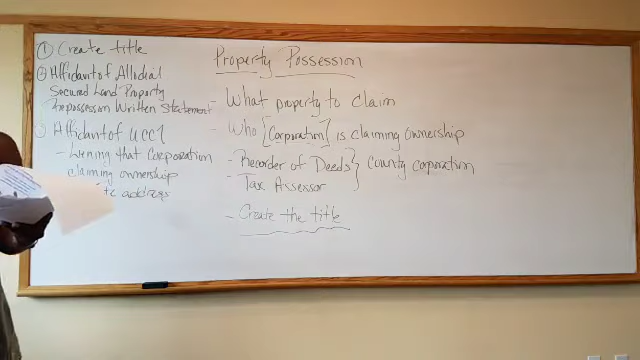 ① Create title
② Affidavit of Allodial
Secured Land Property
Repossession Written Statement
③ Affidavit of UCC1
- Liening that Corporation
claiming ownership
address
Property Possession
- What property to claim
- Who [Corporation] is claiming ownership
- Recorder of Deeds } County corporation
- Tax Assessor
- Create the title